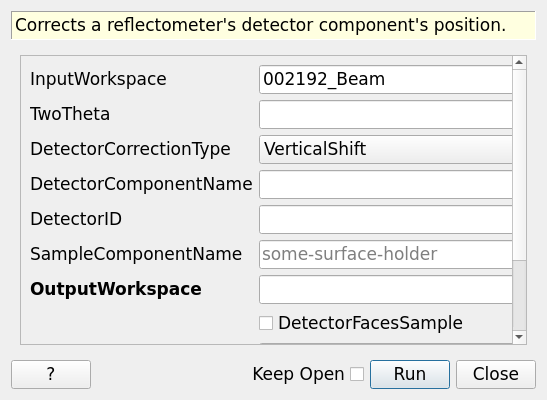 Corrects a reflectometer's detector component's position.
InputWorkspace 002192_Beam
TwoTheta
DetectorCorrectionType VerticalShift
DetectorComponentName
DetectorID
SampleComponentName some-surface-holder
OutputWorkspace
DetectorFacesSample
? Keep Open Run Close